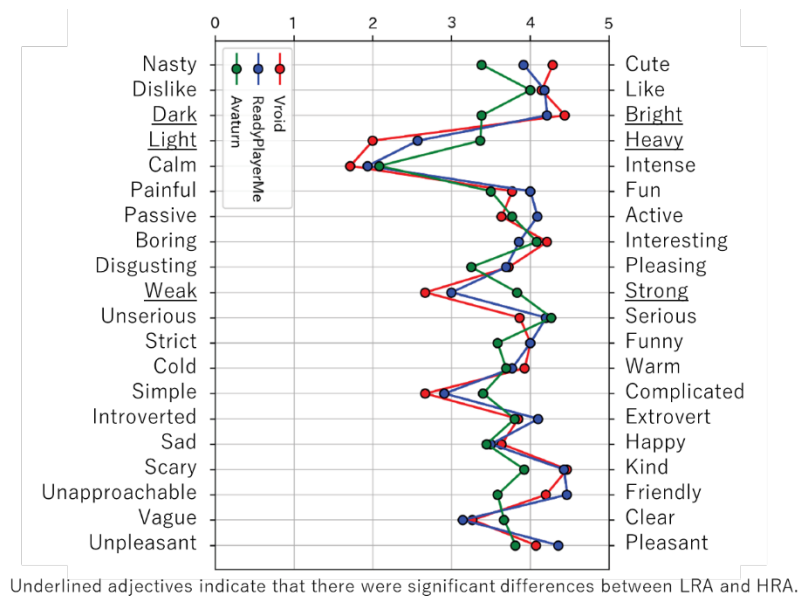 0 1 2 3 4 5
Vroid
ReadyPlayerMe
Avaturn
Nasty Cute
Dislike Like
Dark Bright
Light Heavy
Calm Intense
Painful Fun
Passive Active
Boring Interesting
Disgusting Pleasing
Weak Strong
Unserious Serious
Strict Funny
Cold Warm
Simple Complicated
Introverted Extrovert
Sad Happy
Scary Kind
Unapproachable Friendly
Vague Clear
Unpleasant Pleasant
Underlined adjectives indicate that there were significant differences between LRA and HRA.